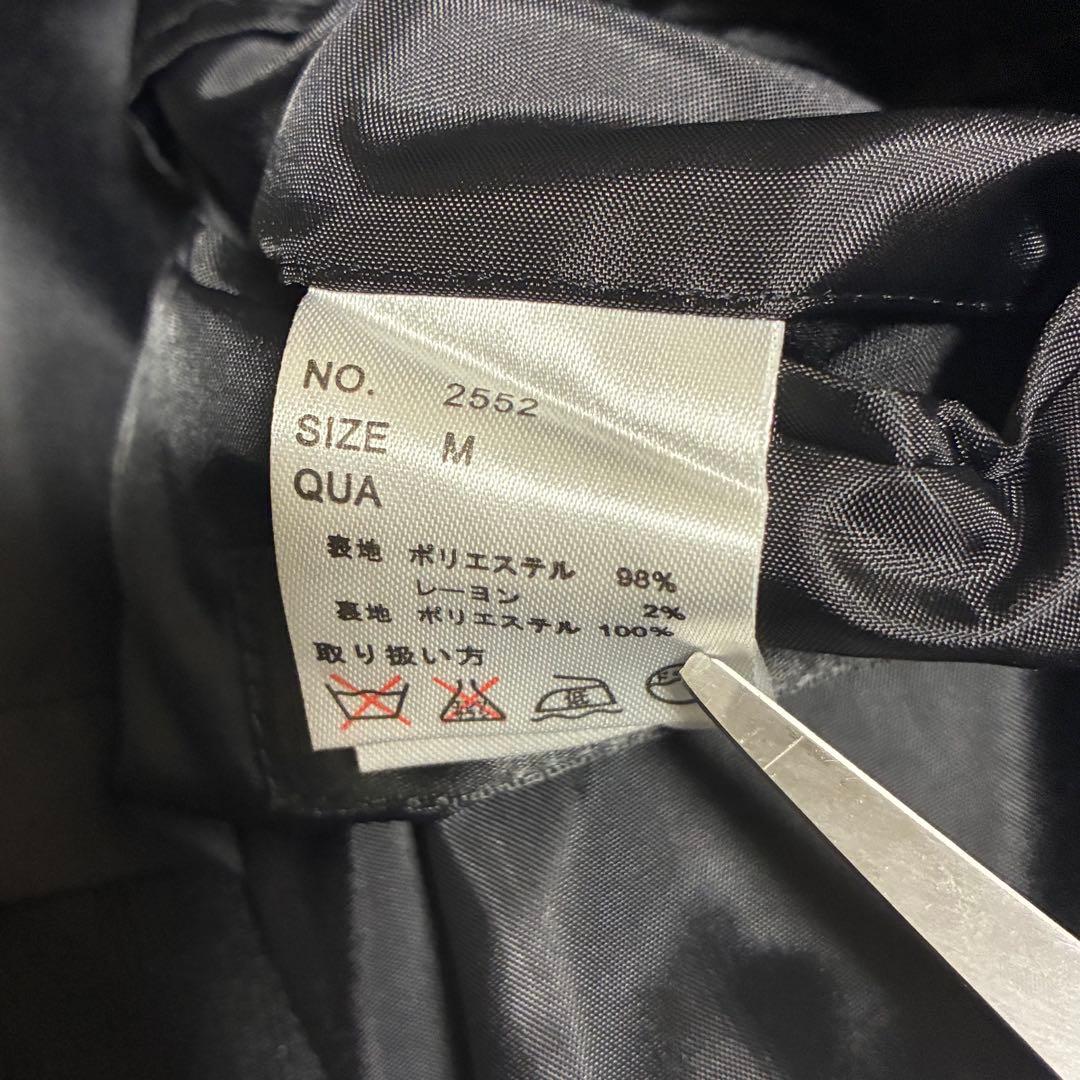 NO. 2552
SIZE M
QUA
表地 ポリエステル 98%
レーヨン 2%
裏地 ポリエステル 100%
取り扱い方